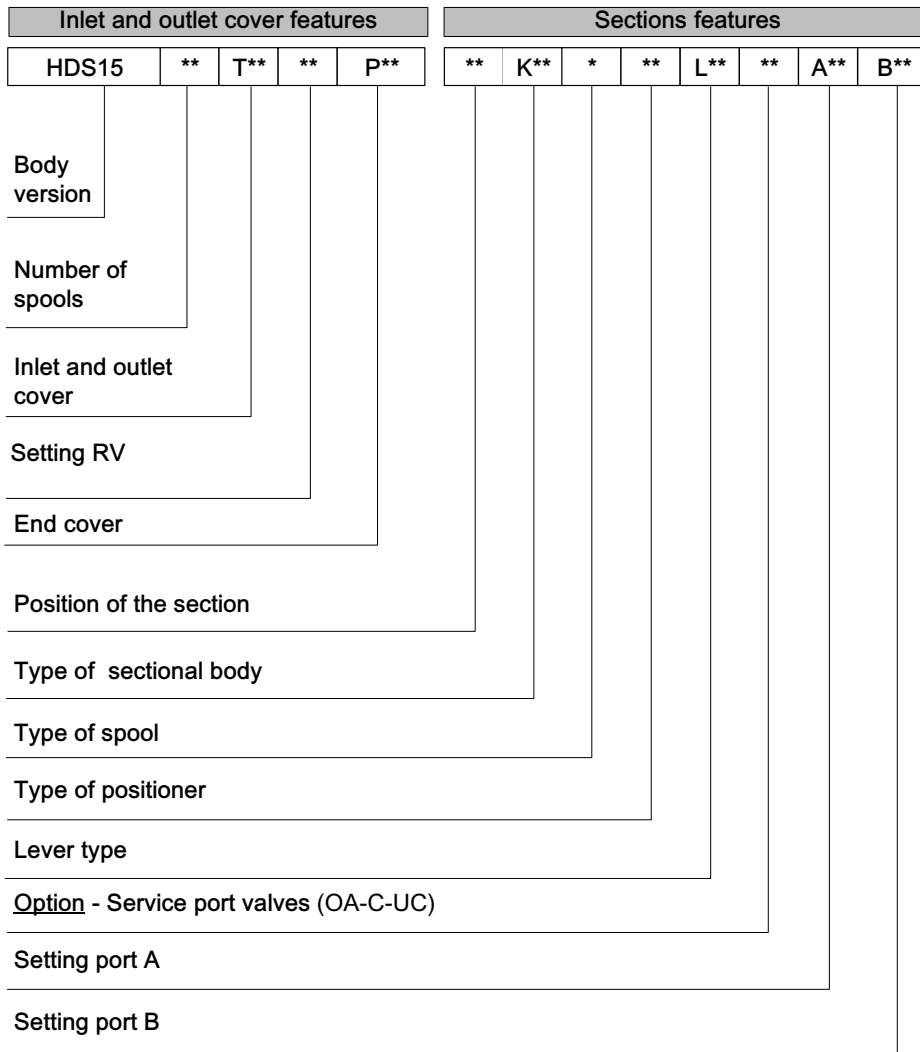 Inlet and outlet cover features
Sections features
HDS15 ** T** ** P** ** K** * ** L** ** A** B**
Body
version
Number of
spools
Inlet and outlet
cover
Setting RV
End cover
Position of the section
Type of sectional body
Type of spool
Type of positioner
Lever type
Option - Service port valves (OA-C-UC)
Setting port A
Setting port B